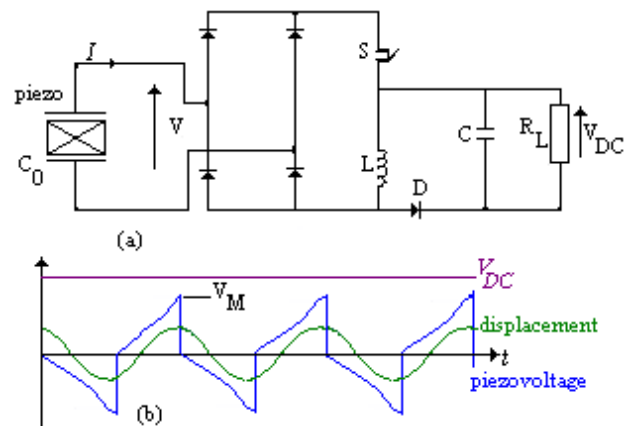 I
piezo
C0
V
S
L
D
C
RL
VDC
(a)
VDC
VM
displacement
t
piezovoltage
(b)